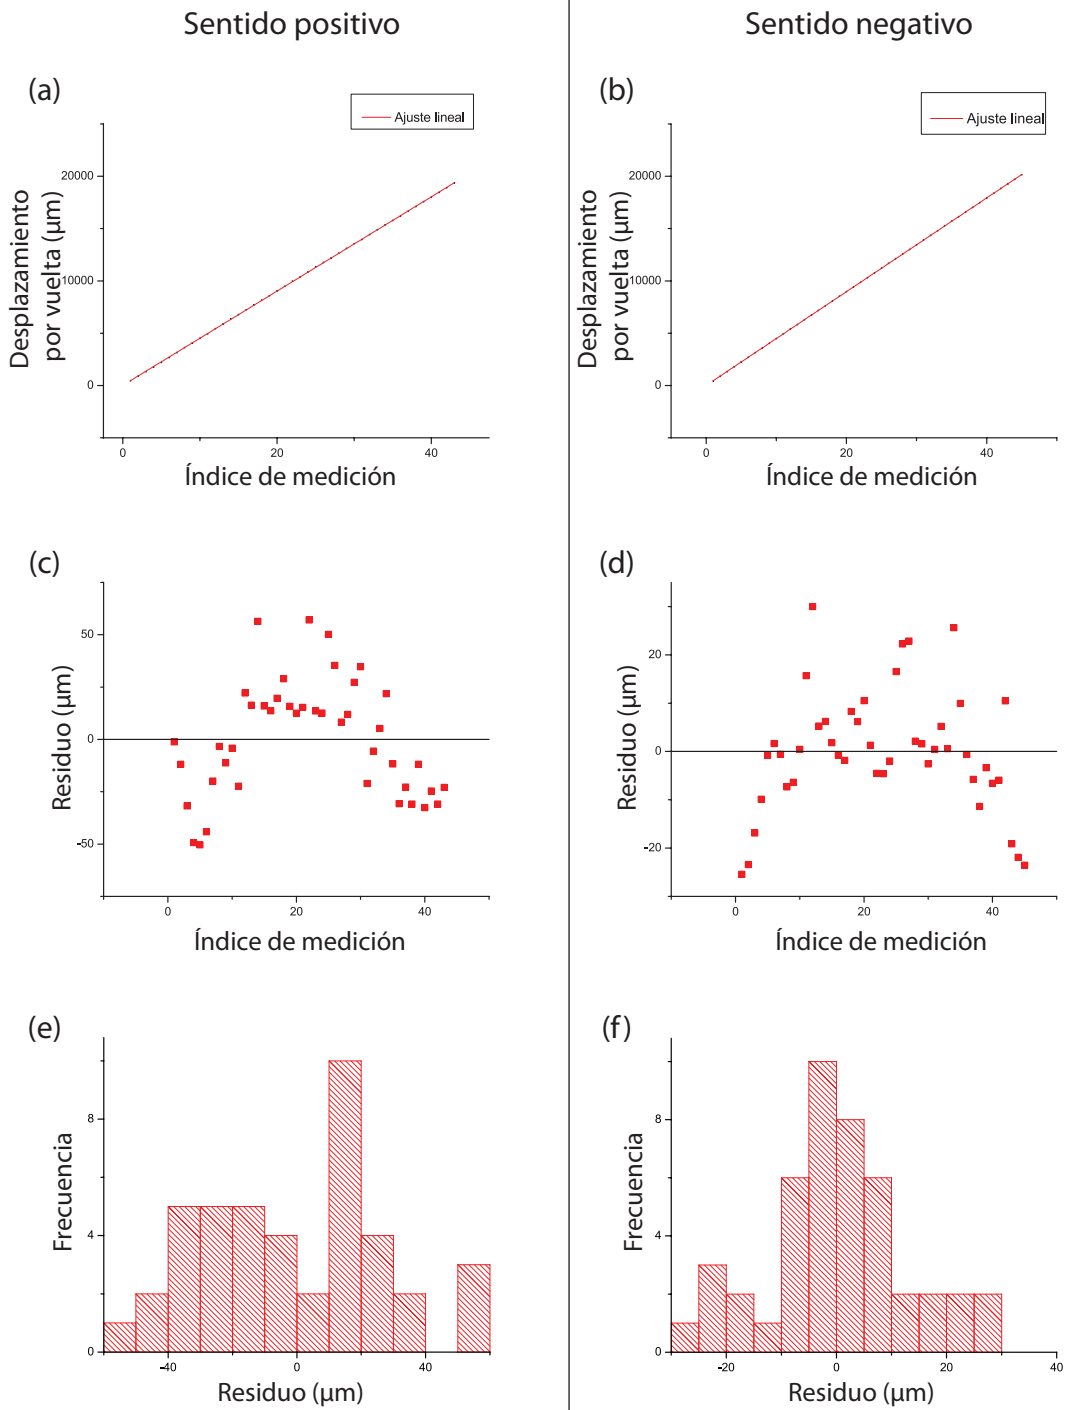 Sentido positivo
Sentido negativo
(a)
Ajuste lineal
20000
10000
0
Desplazamiento
por vuelta (µm)
0
20
40
Índice de medición
(b)
Ajuste lineal
20000
10000
0
Desplazamiento
por vuelta (µm)
0
20
40
Índice de medición
(c)
50
0
-50
Residuo (µm)
0
20
40
Índice de medición
(d)
20
0
-20
Residuo (µm)
0
20
40
Índice de medición
(e)
8
4
0
Frecuencia
-40
0
40
Residuo (µm)
(f)
8
4
0
Frecuencia
-20
0
20
40
Residuo (µm)